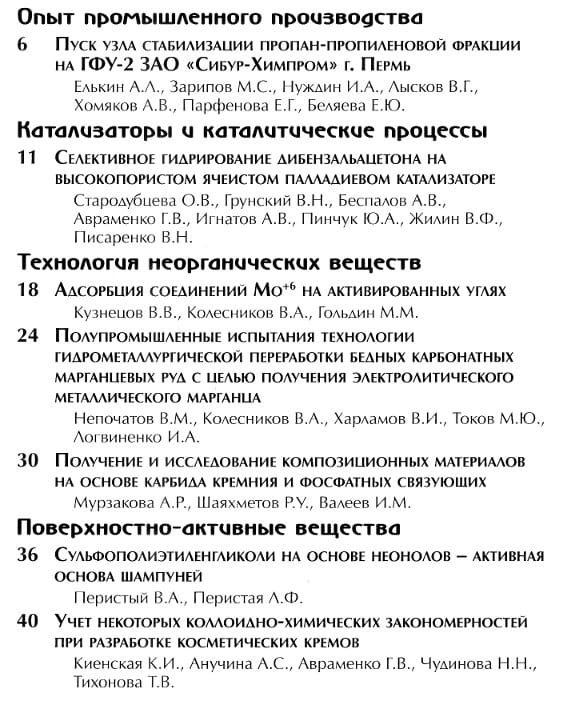 Опыт промышленного производства
6 Пуск узла стабилизации пропан-пропиленовой фракции
на ГФУ-2 ЗАО «Сибур-Химпром» г. Пермь
Елькин А.Л., Зарипов М.С., Нуждин И.А., Лысков В.Г.,
Хомяков А.В., Парфенова Е.Г., Беляева Е.Ю.
Катализаторы и каталитические процессы
11 Селективное гидрирование дибензальацетона на
высокопористом ячеистом палладиевом катализаторе
Стародубцева О.В., Грунский В.Н., Беспалов А.В.,
Авраменко Г.В., Игнатов А.В., Пинчук Ю.А., Жилин В.Ф.,
Писаренко В.Н.
Технология неорганических веществ
18 Адсорбция соединений Mo⁺⁶ на активированных углях
Кузнецов В.В., Колесников В.А., Гольдин М.М.
24 Полупромышленные испытания технологии
гидрометаллургической переработки бедных карбонатных
марганцевых руд с целью получения электролитического
металлического марганца
Непочатов В.М., Колесников В.А., Харламов В.И., Токов М.Ю.,
Логвиненко И.А.
30 Получение и исследование композиционных материалов
на основе карбида кремния и фосфатных связующих
Мурзакова А.Р., Шаяхметов Р.У., Валеев И.М.
Поверхностно-активные вещества
36 Сульфополиэтиленгликоли на основе неонолов – активная
основа шампуней
Перистый В.А., Перистая Л.Ф.
40 Учет некоторых коллоидно-химических закономерностей
при разработке косметических кремов
Киенская К.И., Анучина А.С., Авраменко Г.В., Чудинова Н.Н.,
Тихонова Т.В.